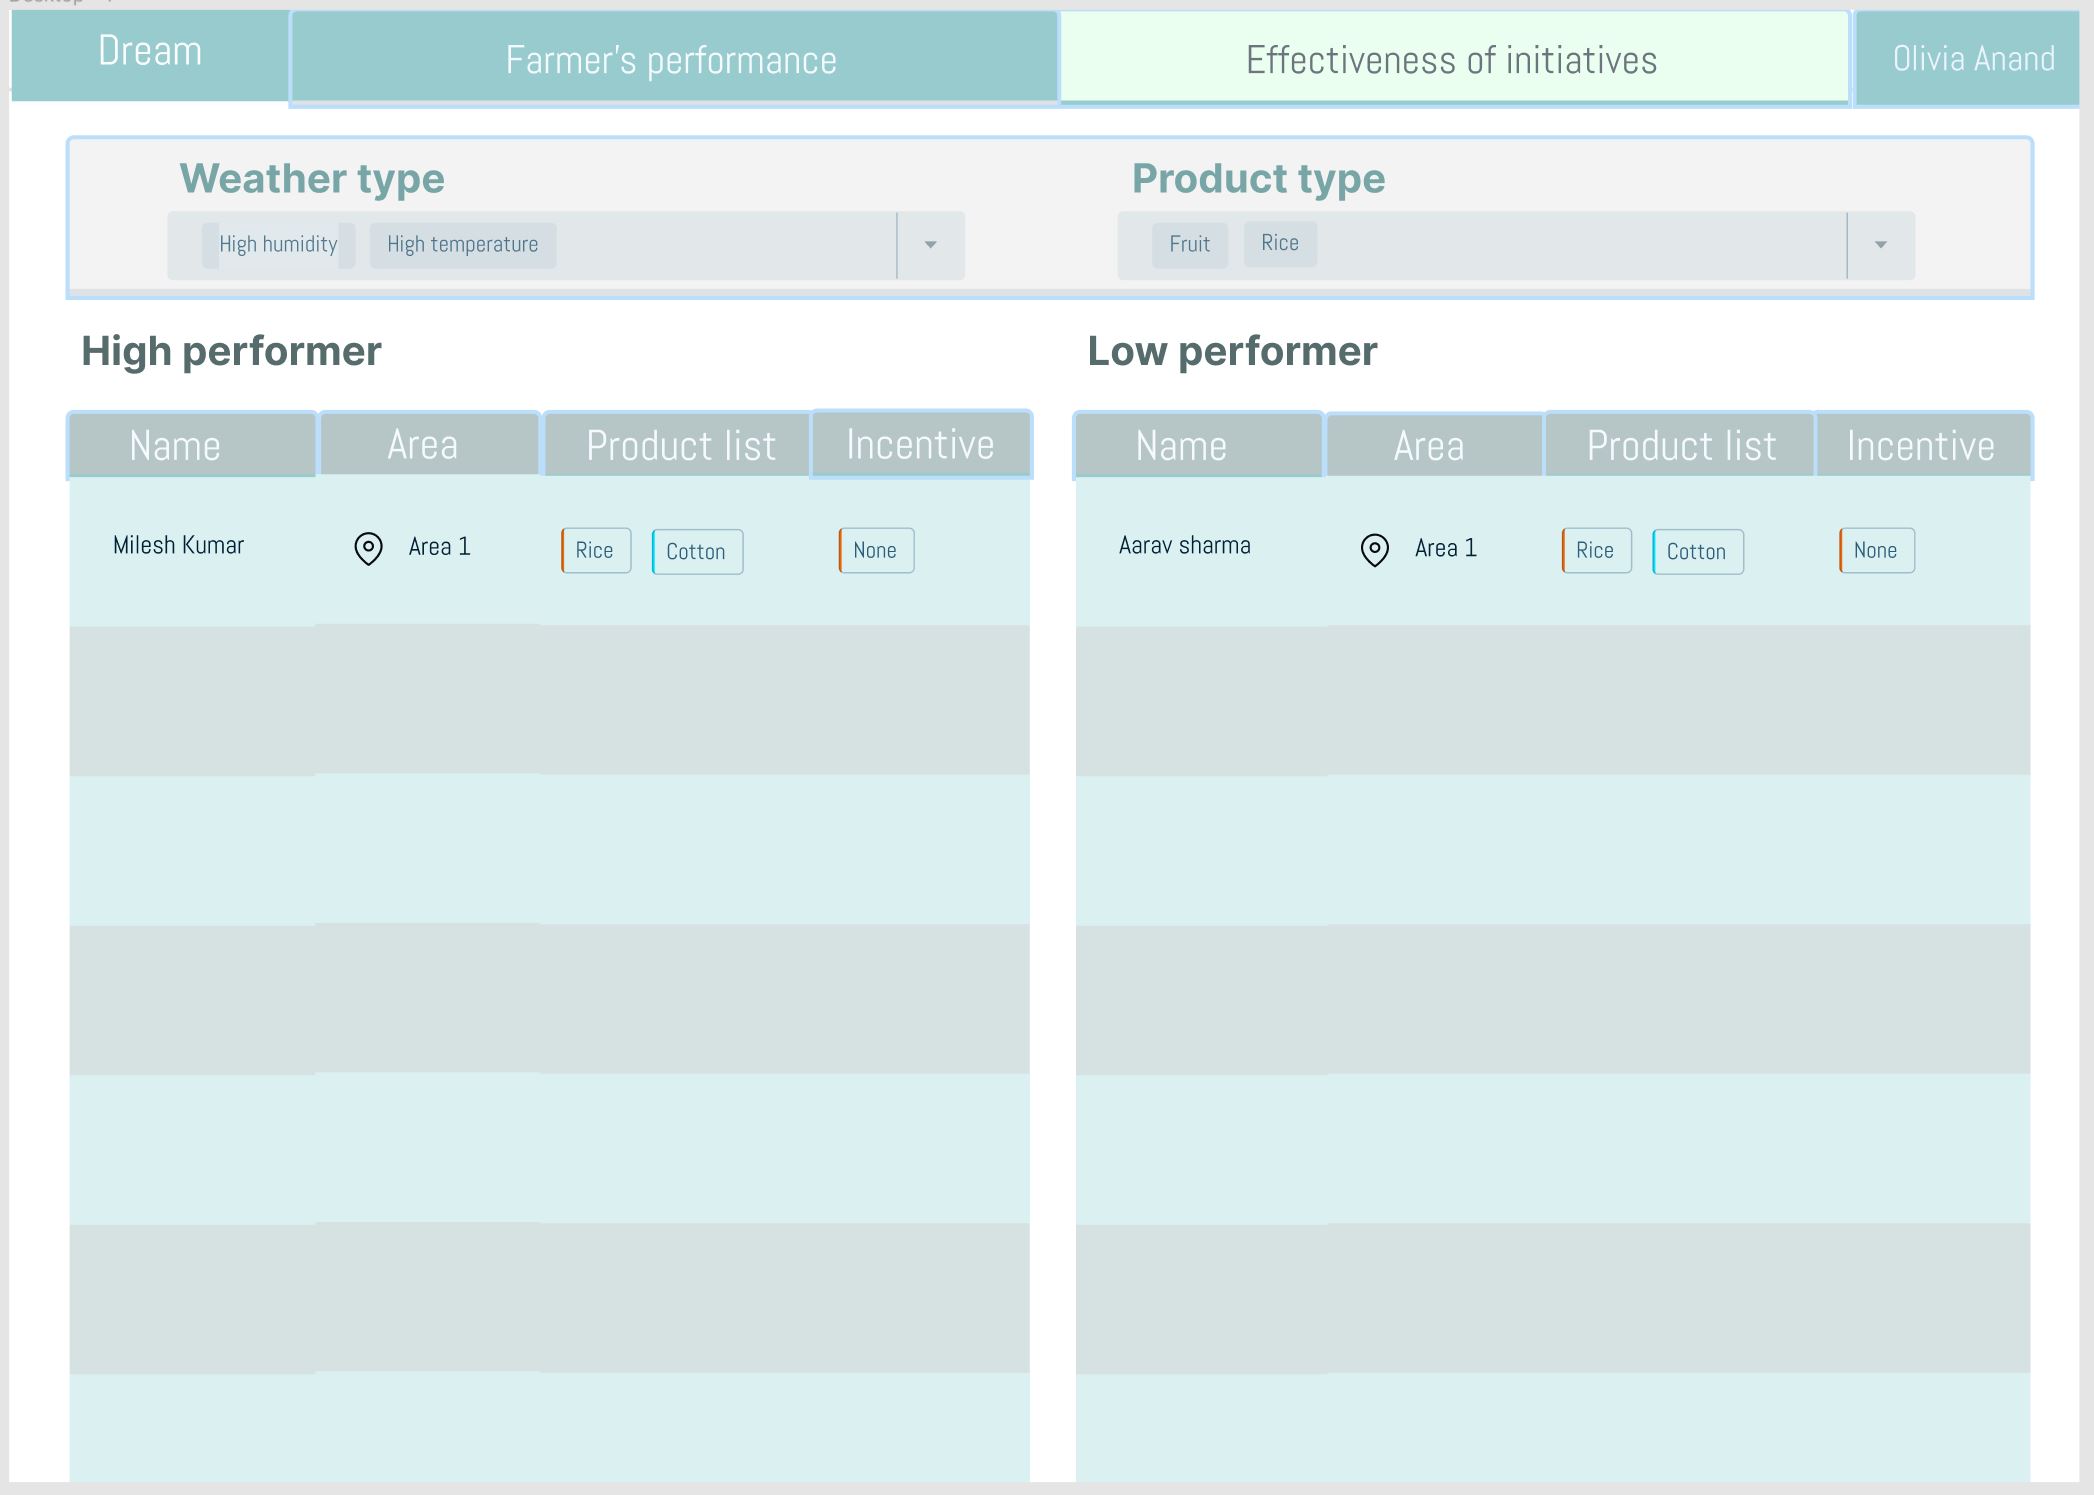 Dream
Farmer's performance
Effectiveness of initiatives
Olivia Anand
Weather type
Product type
High humidity
High temperature
Fruit
Rice
High performer
Low performer
Name
Area
Product list
Incentive
Name
Area
Product list
Incentive
Milesh Kumar
Area 1
Rice
Cotton
None
Aarav sharma
Area 1
Rice
Cotton
None